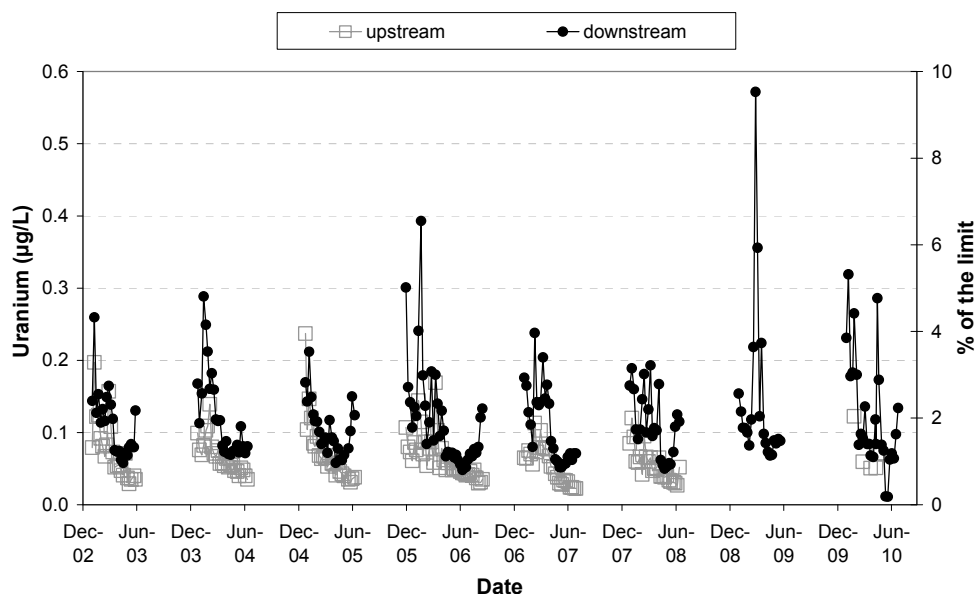 upstream downstream
0.6
0.5
0.4
0.3
0.2
0.1
0.0
Uranium (µg/L)
10
8
6
4
2
0
% of the limit
Dec- Jun- Dec- Jun- Dec- Jun- Dec- Jun- Dec- Jun- Dec- Jun- Dec- Jun- Dec- Jun-
02 03 03 04 04 05 05 06 06 07 07 08 08 09 09 10
Date